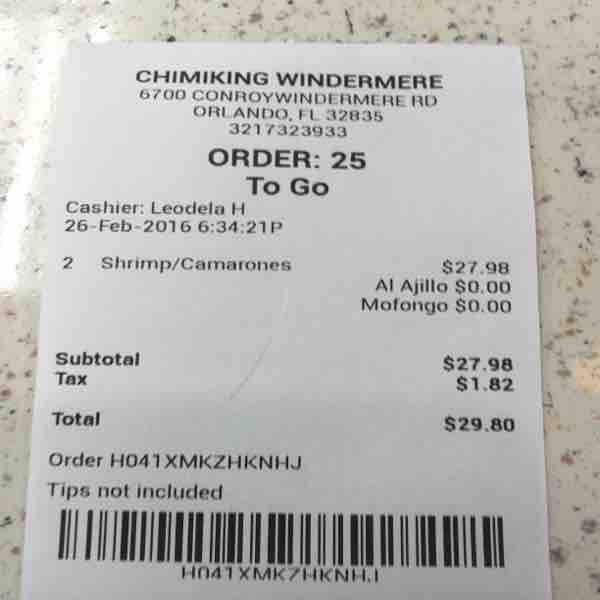 CHIMIKING WINDERMERE
6700 CONROYWINDERMERE RD
ORLANDO, FL 32835
3217323933
ORDER: 25
To Go
Cashier: Leodela H
26-Feb-2016 6:34:21P
2 Shrimp/Camarones $27.98
Al Ajillo $0.00
Mofongo $0.00
Subtotal $27.98
Tax $1.82
Total $29.80
Order H041XMKZHKNHJ
Tips not included
H041XMKZHKNHJ